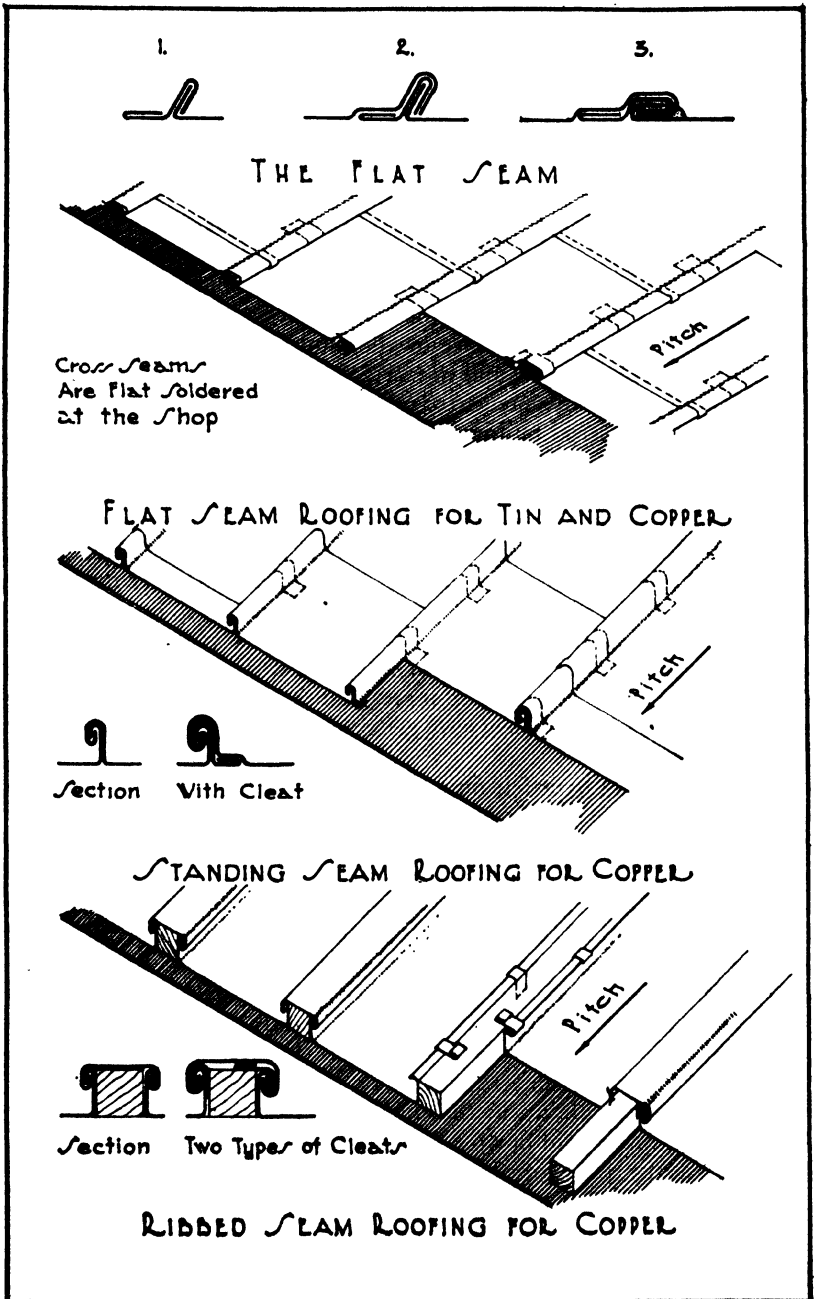 1.
2.
3.
THE FLAT SEAM
Pitch
Cross Seams
Are Flat Soldered
at the Shop
FLAT SEAM ROOFING FOR TIN AND COPPER
Pitch
Section
With Cleat
STANDING SEAM ROOFING FOR COPPER
Pitch
Section
Two Types of Cleats
RIBBED SEAM ROOFING FOR COPPER